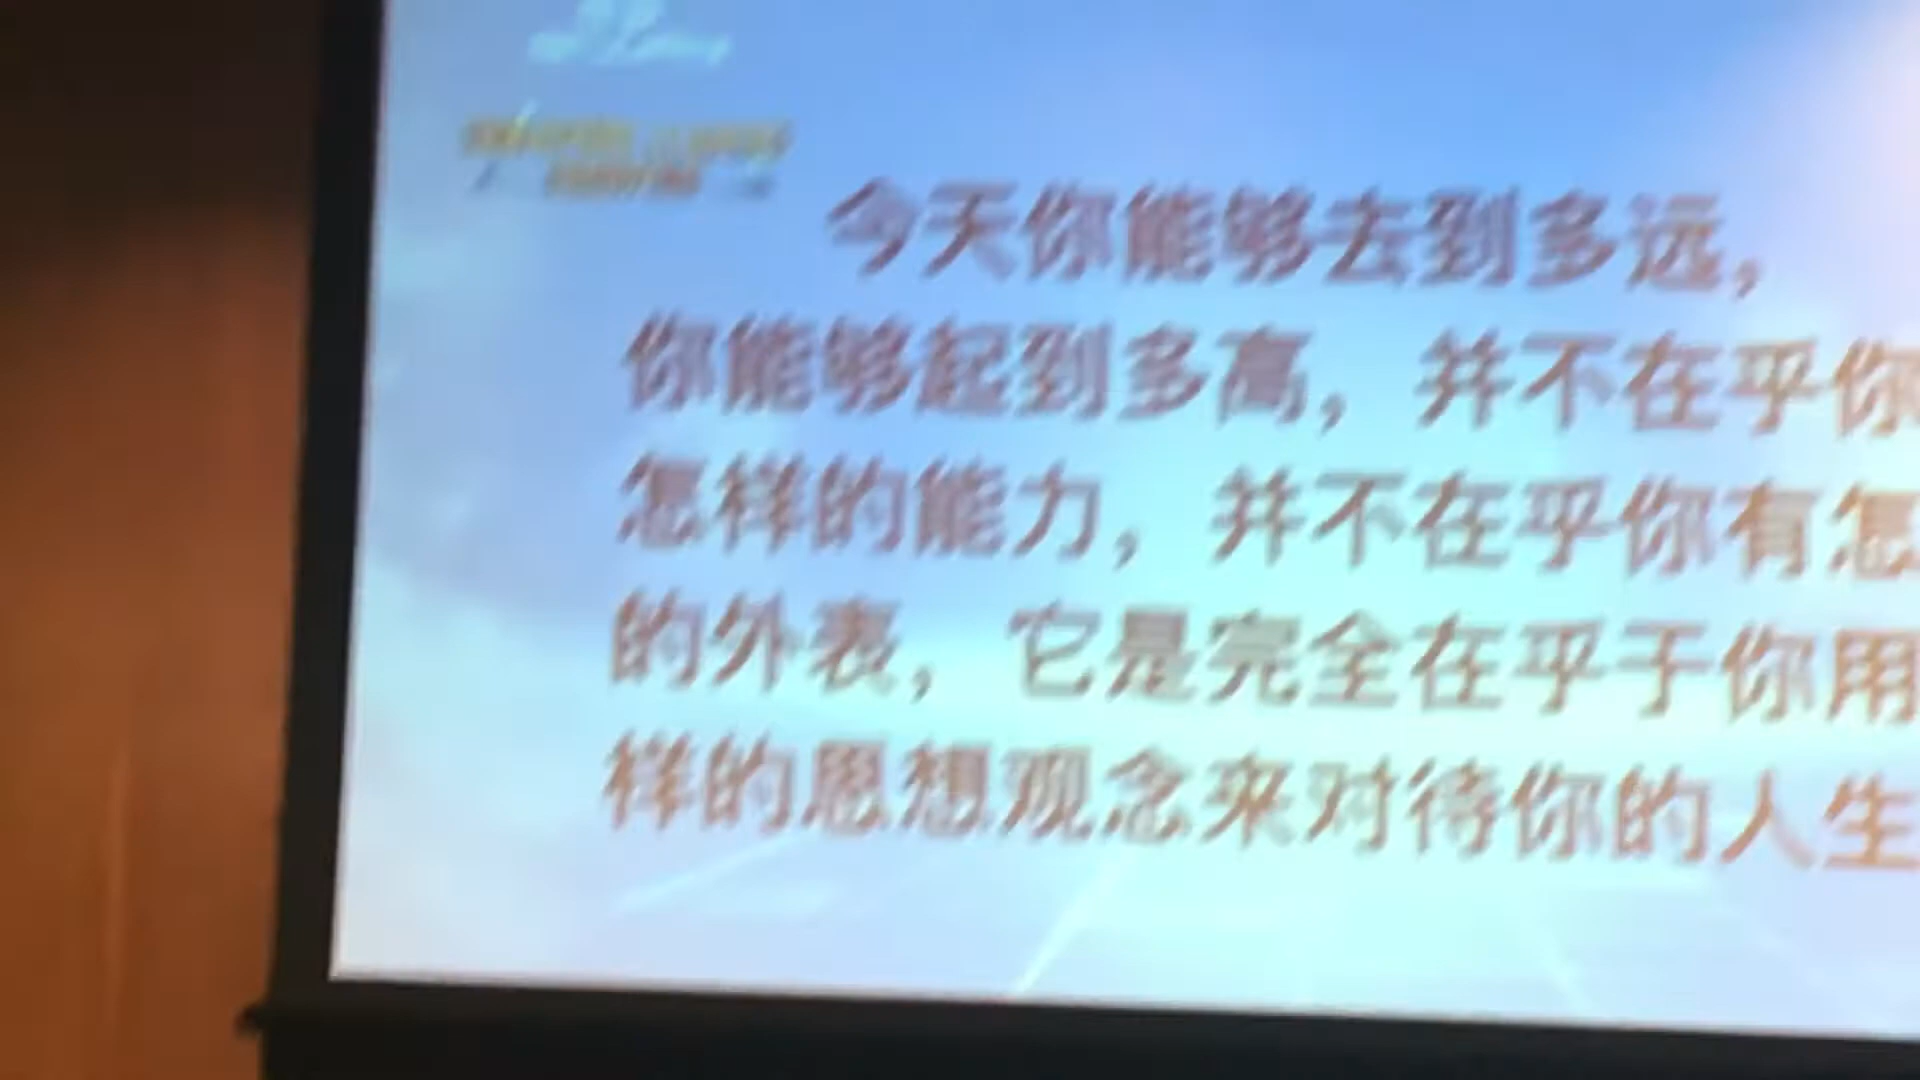 今天你能够去到多远，
你能够起到多高，并不在乎你
怎样的能力，并不在乎你有怎
的外表，它是完全在乎于你用
样的思想观念来对待你的人生